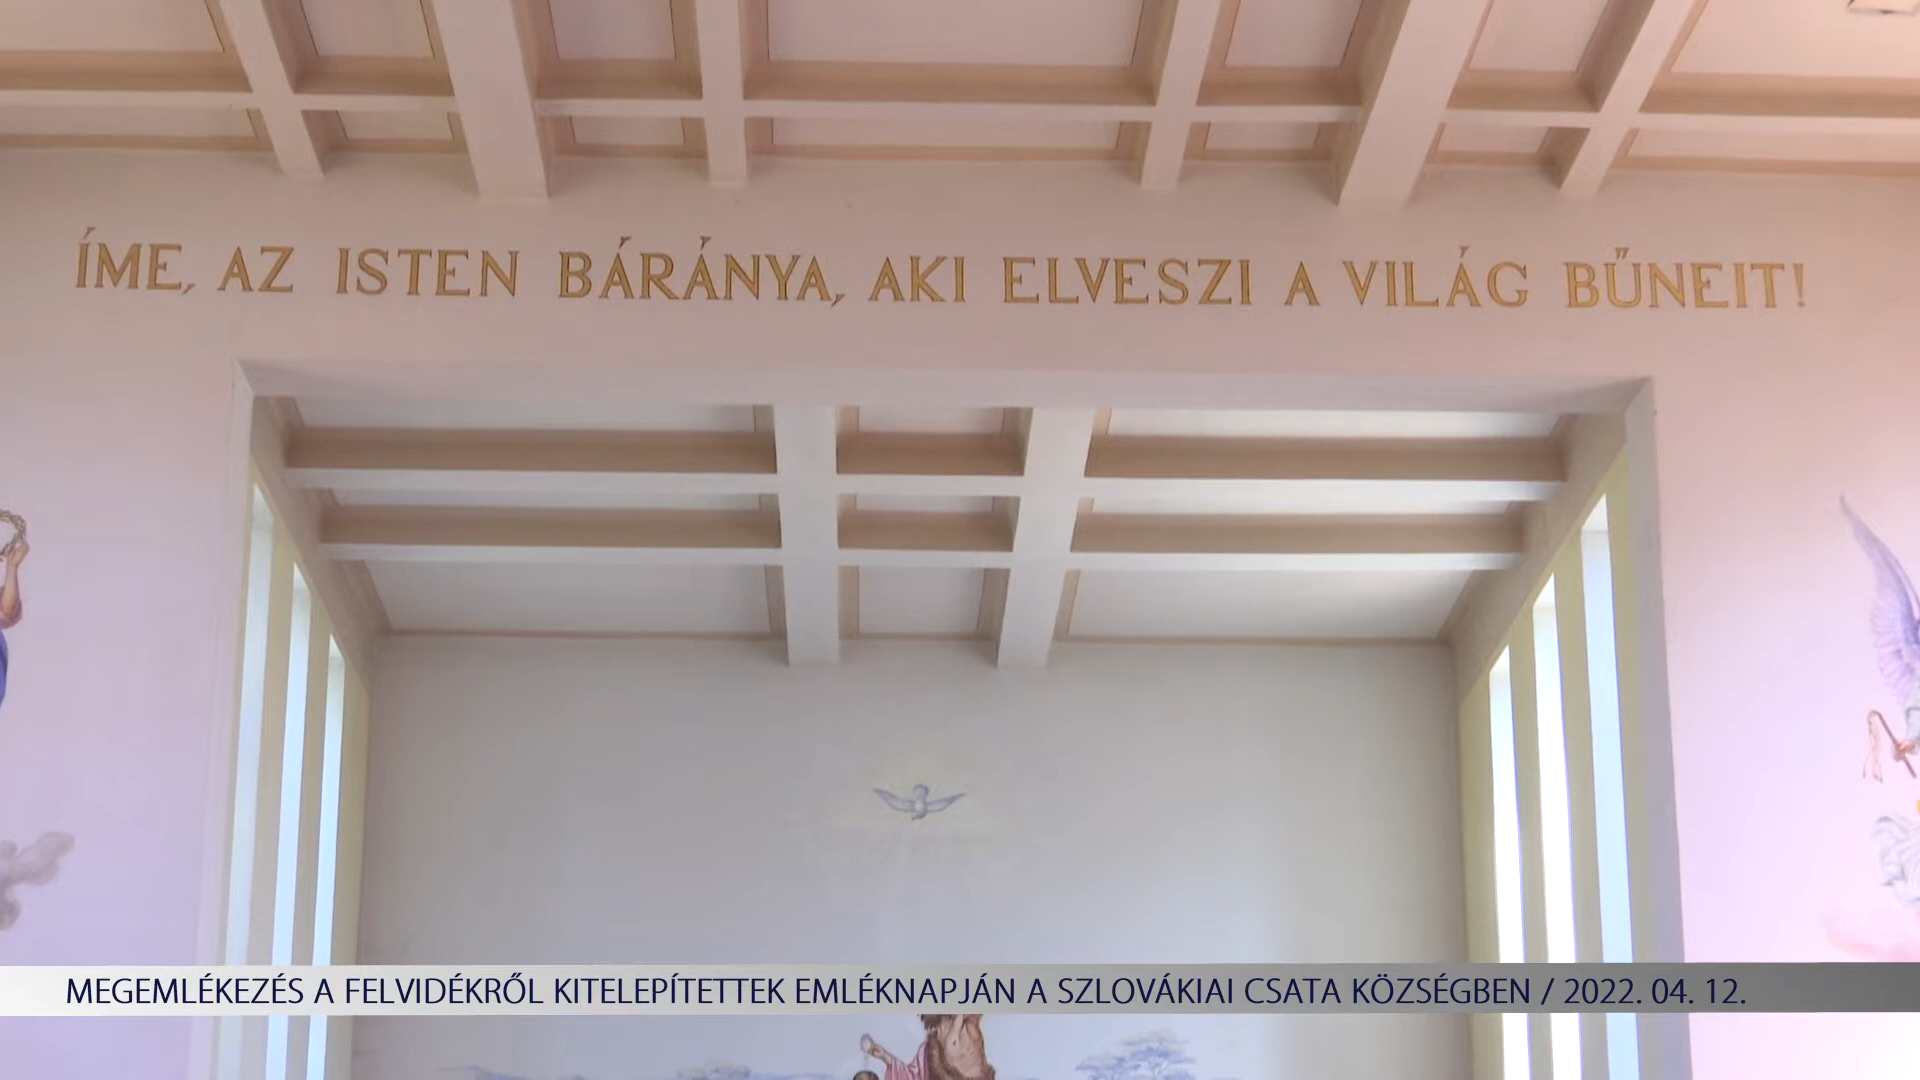 ÍME, AZ ISTEN BÁRÁNYA, AKI ELVESZI A VILÁG BŰNEIT!
MEGEMLÉKEZÉS A FELVIDÉKRŐL KITELEPÍTETTEK EMLÉKNAPJÁN A SZLOVÁKIAI CSATA KÖZSÉGBEN / 2022. 04. 12.